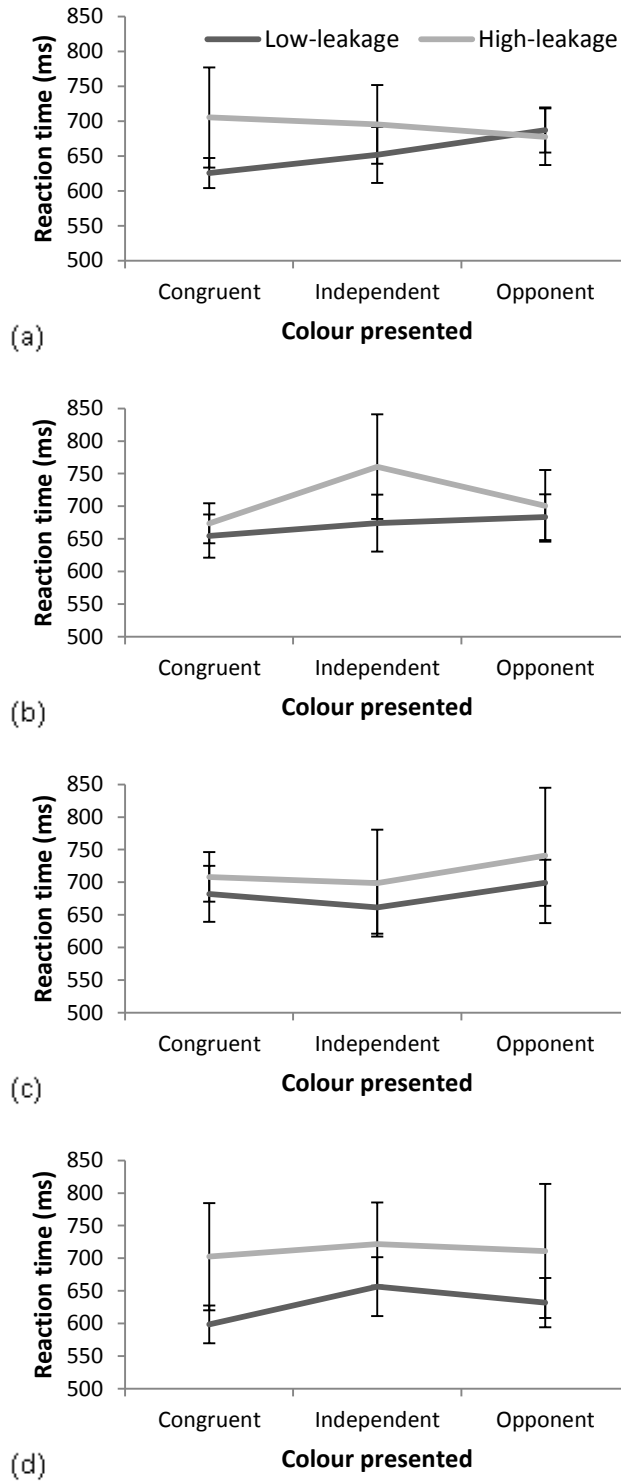 850
800
750
700
650
600
550
500
Reaction time (ms)
Low-leakage High-leakage
Congruent Independent Opponent
Colour presented
(a)
850
800
750
700
650
600
550
500
Reaction time (ms)
Congruent Independent Opponent
Colour presented
(b)
850
800
750
700
650
600
550
500
Reaction time (ms)
Congruent Independent Opponent
Colour presented
(c)
850
800
750
700
650
600
550
500
Reaction time (ms)
Congruent Independent Opponent
Colour presented
(d)